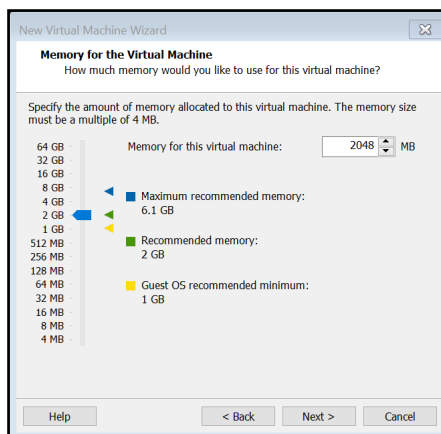 New Virtual Machine Wizard
Memory for the Virtual Machine
How much memory would you like to use for this virtual machine?
Specify the amount of memory allocated to this virtual machine. The memory size
must be a multiple of 4 MB.
Memory for this virtual machine: 2048 MB
64 GB
32 GB
16 GB
8 GB
4 GB
2 GB
1 GB
512 MB
256 MB
128 MB
64 MB
32 MB
16 MB
8 MB
4 MB
Maximum recommended memory:
6.1 GB
Recommended memory:
2 GB
Guest OS recommended minimum:
1 GB
Help
< Back
Next >
Cancel